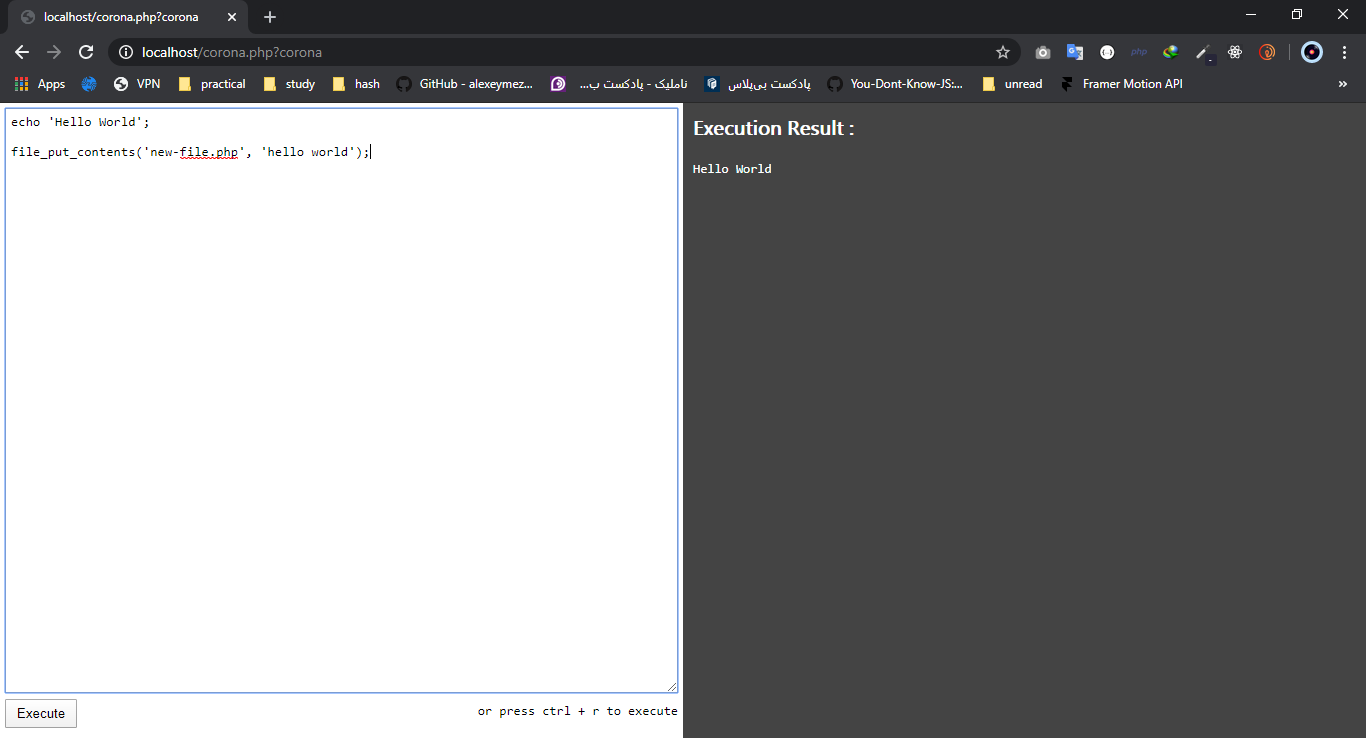 localhost/corona.php?corona
localhost/corona.php?corona
php
Apps
VPN
practical
study
hash
GitHub - alexeymez...
ناملیک - پادکست ب...
پادکست بی‌پلاس
You-Dont-Know-JS:...
unread
Framer Motion API
»
echo 'Hello World';
file_put_contents('new-file.php', 'hello world');
Execute
or press ctrl + r to execute
Execution Result :
Hello World